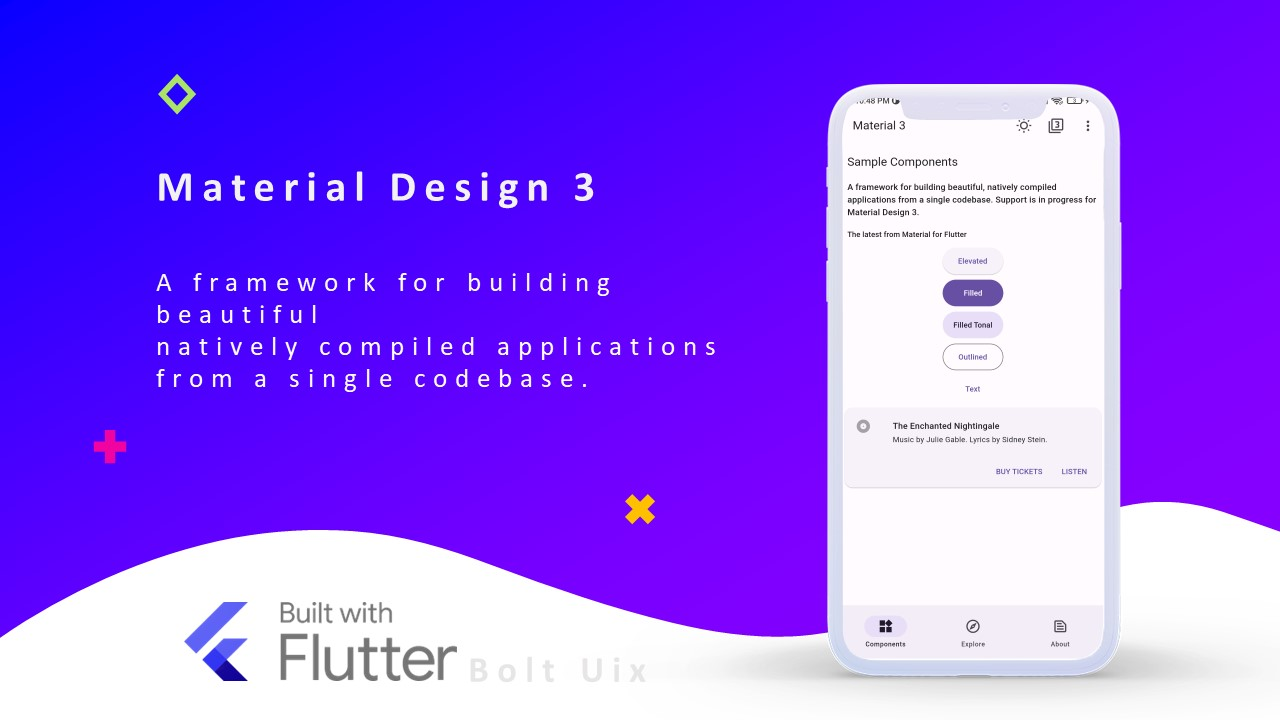 Material Design 3
A framework for building
beautiful
natively compiled applications
from a single codebase.
Built with
Flutter
Bolt Uix
:48 PM
Material 3
3
Sample Components
A framework for building beautiful, natively compiled
applications from a single codebase. Support is in progress for
Material Design 3.
The latest from Material for Flutter
Elevated
Filled
Filled Tonal
Outlined
Text
The Enchanted Nightingale
Music by Julie Gable. Lyrics by Sidney Stein.
BUY TICKETS LISTEN
Components Explore About